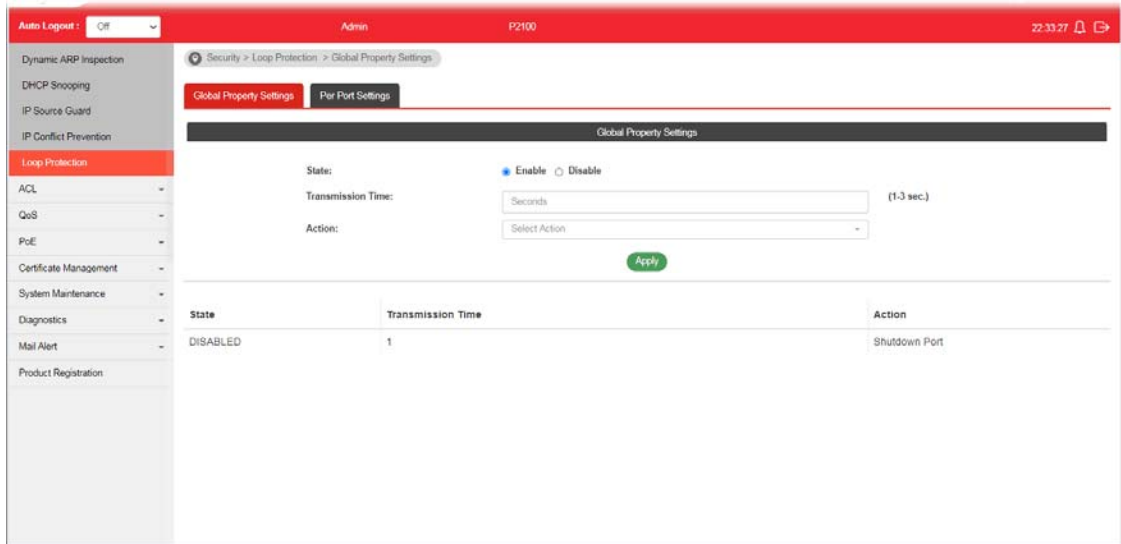 Auto Logout : Off Admin P2100 22:33:27
Dynamic ARP Inspection
DHCP Snooping
IP Source Guard
IP Conflict Prevention
Loop Protection
ACL
QoS
PoE
Certificate Management
System Maintenance
Diagnostics
Mail Alert
Product Registration
Security > Loop Protection > Global Property Settings
Global Property Settings Per Port Settings
Global Property Settings
State: Enable Disable
Transmission Time: Seconds (1-3 sec.)
Action: Select Action
Apply
State Transmission Time Action
DISABLED 1 Shutdown Port